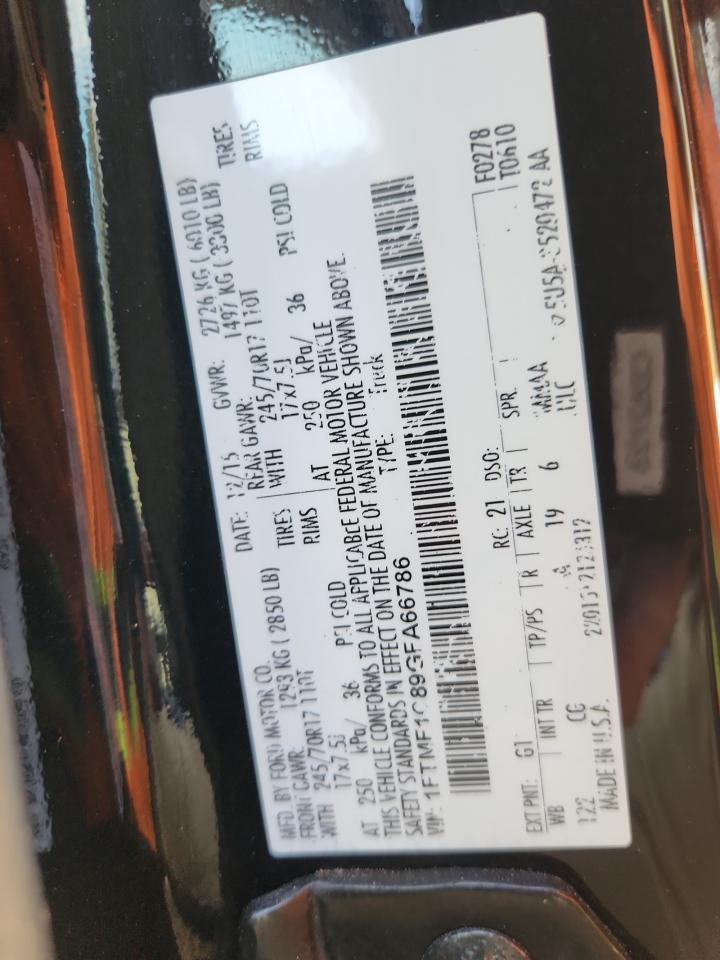 MFD. BY FORD MOTOR CO. DATE: 12/15 GVWR: 2726 KG ( 6010 LB)
FRONT GAWR: 1293 KG ( 2850 LB) REAR GAWR: 1497 KG ( 3300 LB)
WITH 245/70R17 110T TIRES WITH 245/70R17 110T TIRES
17x7.5J RIMS 17x7.5J RIMS
AT 250 kPa/ 36 PSI COLD AT 250 kPa/ 36 PSI COLD
THIS VEHICLE CONFORMS TO ALL APPLICABLE FEDERAL MOTOR VEHICLE
SAFETY STANDARDS IN EFFECT ON THE DATE OF MANUFACTURE SHOWN ABOVE.
VIN: TYPE: Truck
F0278
EXT PNT: G1 RC: 21 DSO: T0610
WB INT TR TP/PS R AXLE TR SPR
122 CG A 19 6
MADE IN U.S.A.